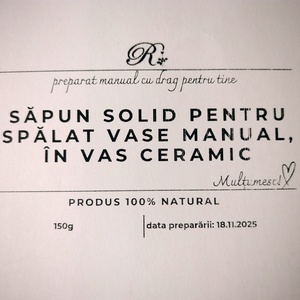 R
preparat manual cu drag pentru tine
SĂPUN SOLID PENTRU
SPĂLAT VASE MANUAL,
ÎN VAS CERAMIC
Mulțumesc!
PRODUS 100% NATURAL
150g
data preparării: 18.11.2025